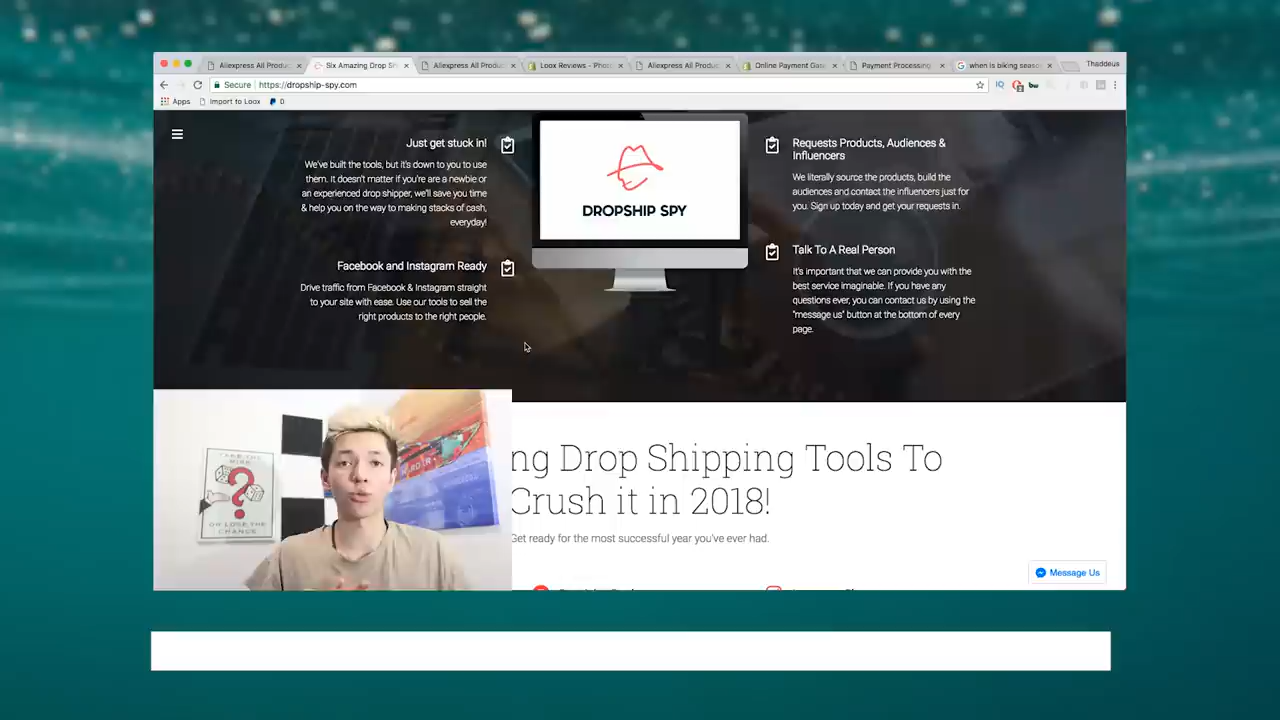 Aliexpress All Produc
Six Amazing Drop Sh
Aliexpress All Produc
Loox Reviews - Phot
Aliexpress All Produc
Online Payment Gat
Payment Processing
when is biking seaso
Thaddeus
Secure
https://dropship-spy.com
Apps
Import to Loox
0
Just get stuck in!
We've built the tools, but it's down to you to use
them. It doesn't matter if you're are a newbie or
an experienced drop shipper, we'll save you time
& help you on the way to making stacks of cash,
everyday!
Facebook and Instagram Ready
Drive traffic from Facebook & Instagram straight
to your site with ease. Use our tools to sell the
right products to the right people.
DROPSHIP SPY
Requests Products, Audiences &
Influencers
We literally source the products, build the
audiences and contact the influencers just for
you. Sign up today and get your requests in.
Talk To A Real Person
It's important that we can provide you with the
best service imaginable. If you have any
questions ever, you can contact us by using the
"message us" button at the bottom of every
page.
TAKE THE
OR LOSE THE
CHANCE
ng Drop Shipping Tools To
Crush it in 2018!
Get ready for the most successful year you've ever had.
Message Us